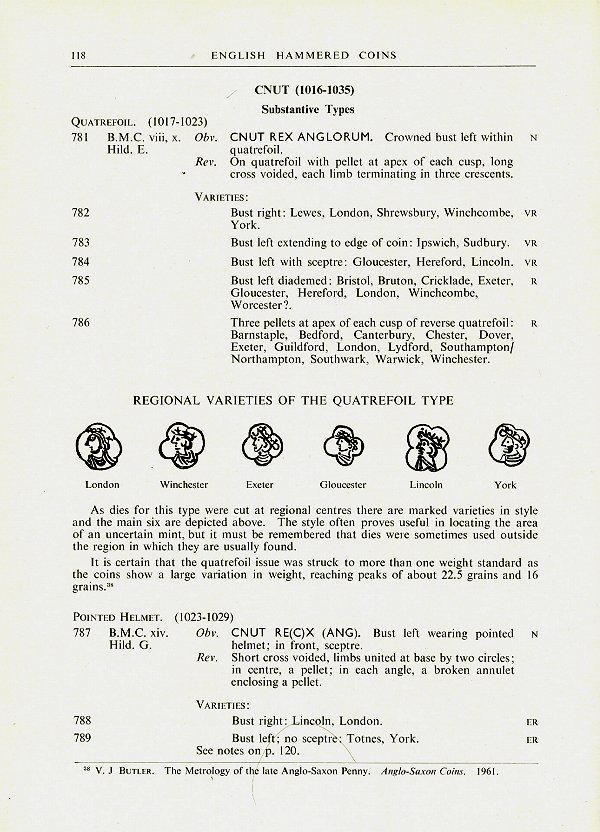 118 ENGLISH HAMMERED COINS
CNUT (1016-1035)
Substantive Types
QUATREFOIL. (1017-1023)
781 B.M.C. viii, x. Obv. CNUT REX ANGLORUM. Crowned bust left within N
Hild. E. quatrefoil.
Rev. On quatrefoil with pellet at apex of each cusp, long
cross voided, each limb terminating in three crescents.
VARIETIES:
782 Bust right: Lewes, London, Shrewsbury, Winchcombe, VR
York.
783 Bust left extending to edge of coin: Ipswich, Sudbury. VR
784 Bust left with sceptre: Gloucester, Hereford, Lincoln. VR
785 Bust left diademed: Bristol, Bruton, Cricklade, Exeter, R
Gloucester, Hereford, London, Winchcombe,
Worcester?.
786 Three pellets at apex of each cusp of reverse quatrefoil: R
Barnstaple, Bedford, Canterbury, Chester, Dover,
Exeter, Guildford, London, Lydford, Southampton/
Northampton, Southwark, Warwick, Winchester.
REGIONAL VARIETIES OF THE QUATREFOIL TYPE
London Winchester Exeter Gloucester Lincoln York
As dies for this type were cut at regional centres there are marked varieties in style
and the main six are depicted above. The style often proves useful in locating the area
of an uncertain mint, but it must be remembered that dies were sometimes used outside
the region in which they are usually found.
It is certain that the quatrefoil issue was struck to more than one weight standard as
the coins show a large variation in weight, reaching peaks of about 22.5 grains and 16
grains.³⁸
POINTED HELMET. (1023-1029)
787 B.M.C. xiv. Obv. CNUT RE(C)X (ANG). Bust left wearing pointed N
Hild. G. helmet; in front, sceptre.
Rev. Short cross voided, limbs united at base by two circles;
in centre, a pellet; in each angle, a broken annulet
enclosing a pellet.
VARIETIES:
788 Bust right: Lincoln, London. ER
789 Bust left; no sceptre: Totnes, York. ER
See notes on p. 120.
³⁸ V. J BUTLER. The Metrology of the late Anglo-Saxon Penny. Anglo-Saxon Coins. 1961.